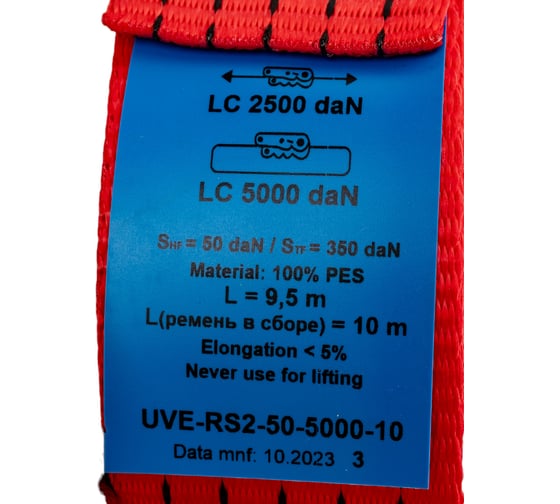 LC 2500 daN
LC 5000 daN
SHF = 50 daN / STF = 350 daN
Material: 100% PES
L = 9,5 m
L(ремень в сборе) = 10 m
Elongation < 5%
Never use for lifting
UVE-RS2-50-5000-10
Data mnf: 10.2023 3